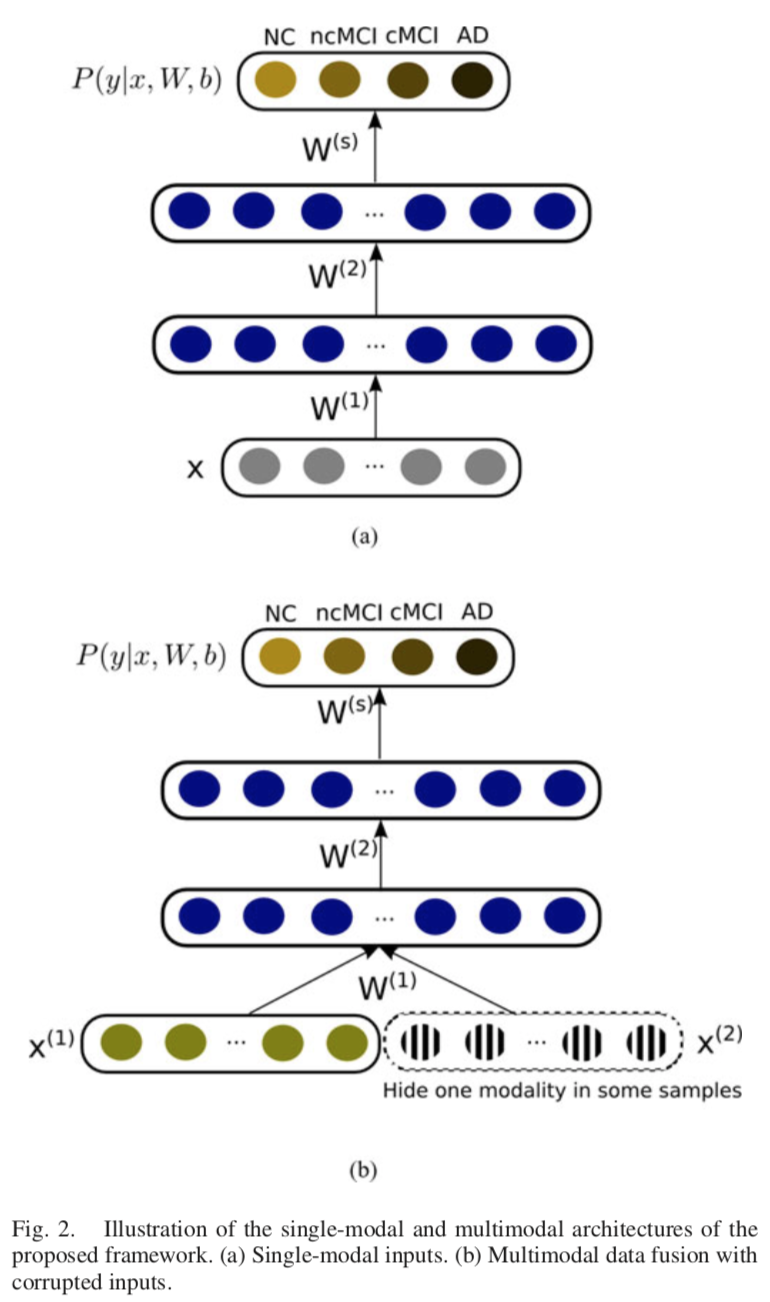 NC ncMCI cMCI AD
P(y|x, W, b)
W(s)
...
W(2)
...
W(1)
x ...
(a)
NC ncMCI cMCI AD
P(y|x, W, b)
W(s)
...
W(2)
...
W(1)
x(1) ... ... x(2)
Hide one modality in some samples
(b)
Fig. 2. Illustration of the single-modal and multimodal architectures of the
proposed framework. (a) Single-modal inputs. (b) Multimodal data fusion with
corrupted inputs.